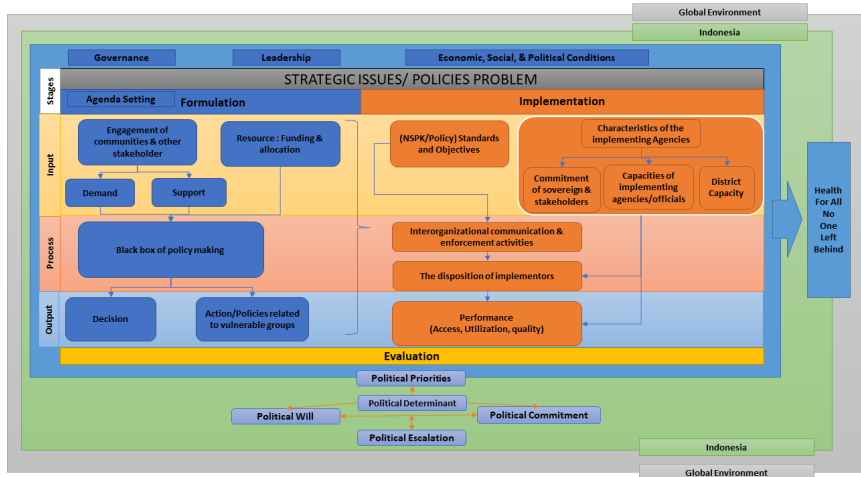 Global Environment
Indonesia
Governance
Leadership
Economic, Social, & Political Conditions
Stages
STRATEGIC ISSUES/ POLICIES PROBLEM
Agenda Setting
Formulation
Implementation
Input
Engagement of
communities & other
stakeholder
Resource : Funding &
allocation
(NSPK/Policy) Standards
and Objectives
Characteristics of the
implementing Agencies
Demand
Support
Commitment
of sovereign &
stakeholders
Capacities of
implementing
agencies/officials
District
Capacity
Health
For All
No
One
Left
Behind
Process
Black box of policy making
Interorganizational communication &
enforcement activities
The disposition of implementors
Output
Decision
Action/Policies related
to vulnerable groups
Performance
(Access, Utilization, quality)
Evaluation
Political Priorities
Political Determinant
Political Will
Political Commitment
Political Escalation
Indonesia
Global Environment